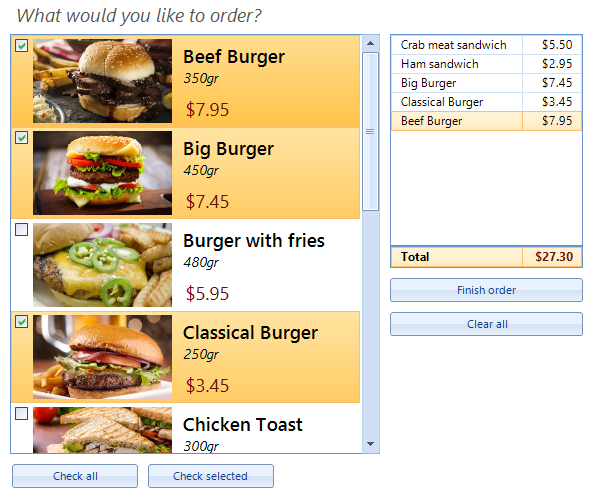 What would you like to order?
Beef Burger
350gr
$7.95
Big Burger
450gr
$7.45
Burger with fries
480gr
$5.95
Classical Burger
250gr
$3.45
Chicken Toast
300gr
Check all
Check selected
Crab meat sandwich $5.50
Ham sandwich $2.95
Big Burger $7.45
Classical Burger $3.45
Beef Burger $7.95
Total $27.30
Finish order
Clear all